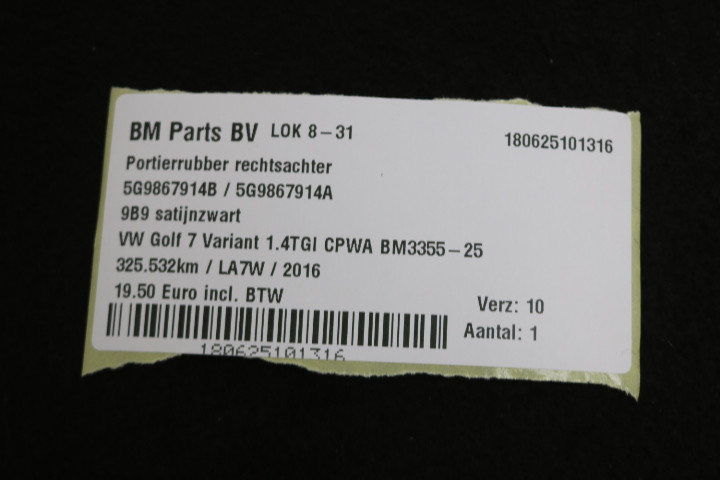 BM Parts BV LOK 8-31
180625101316
Portierrubber rechtsachter
5G9867914B / 5G9867914A
9B9 satijnzwart
VW Golf 7 Variant 1.4TGI CPWA BM3355-25
325.532km / LA7W / 2016
19.50 Euro incl. BTW
Verz: 10
Aantal: 1
180625101316